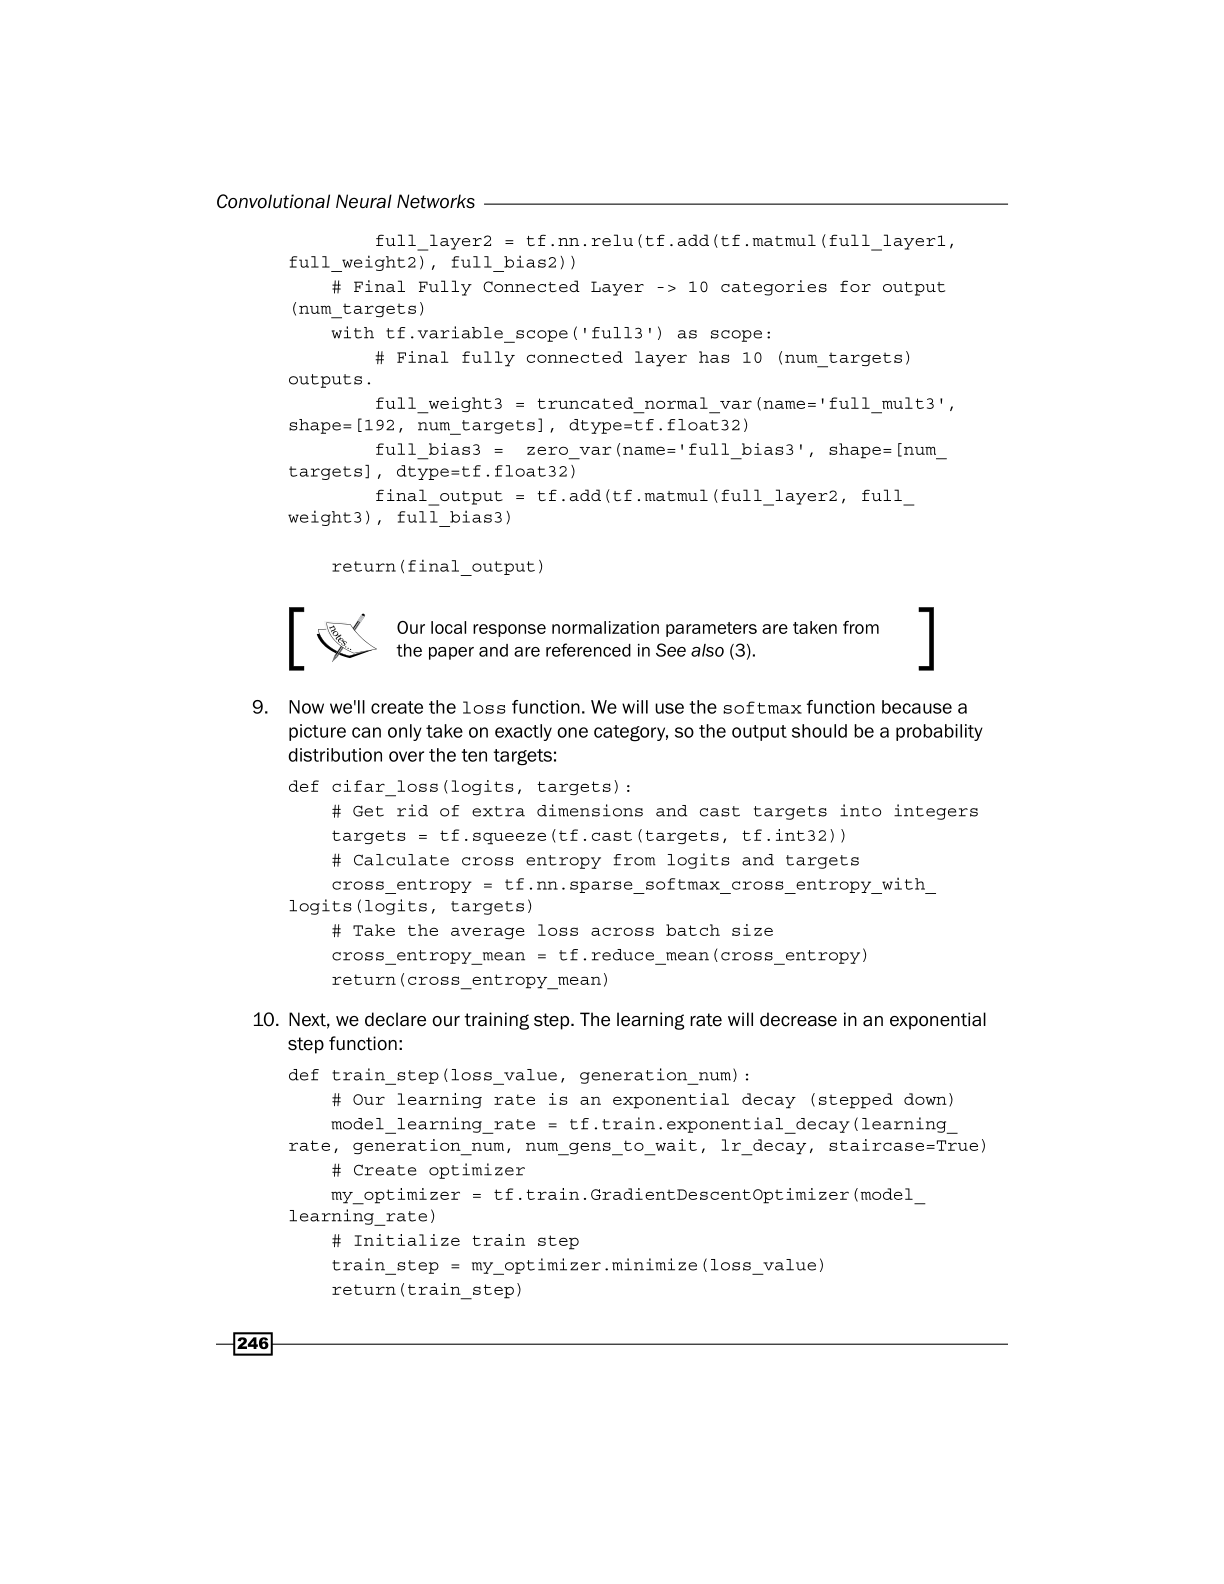 Convolutional Neural Networks
        full_layer2 = tf.nn.relu(tf.add(tf.matmul(full_layer1,
full_weight2), full_bias2))
    # Final Fully Connected Layer -> 10 categories for output
(num_targets)
    with tf.variable_scope('full3') as scope:
        # Final fully connected layer has 10 (num_targets)
outputs.
        full_weight3 = truncated_normal_var(name='full_mult3',
shape=[192, num_targets], dtype=tf.float32)
        full_bias3 =  zero_var(name='full_bias3', shape=[num_
targets], dtype=tf.float32)
        final_output = tf.add(tf.matmul(full_layer2, full_
weight3), full_bias3)
    return(final_output)
notes...
Our local response normalization parameters are taken from
the paper and are referenced in See also (3).
9. Now we'll create the loss function. We will use the softmax function because a
picture can only take on exactly one category, so the output should be a probability
distribution over the ten targets:
def cifar_loss(logits, targets):
    # Get rid of extra dimensions and cast targets into integers
    targets = tf.squeeze(tf.cast(targets, tf.int32))
    # Calculate cross entropy from logits and targets
    cross_entropy = tf.nn.sparse_softmax_cross_entropy_with_
logits(logits, targets)
    # Take the average loss across batch size
    cross_entropy_mean = tf.reduce_mean(cross_entropy)
    return(cross_entropy_mean)
10. Next, we declare our training step. The learning rate will decrease in an exponential
step function:
def train_step(loss_value, generation_num):
    # Our learning rate is an exponential decay (stepped down)
    model_learning_rate = tf.train.exponential_decay(learning_
rate, generation_num, num_gens_to_wait, lr_decay, staircase=True)
    # Create optimizer
    my_optimizer = tf.train.GradientDescentOptimizer(model_
learning_rate)
    # Initialize train step
    train_step = my_optimizer.minimize(loss_value)
    return(train_step)
246